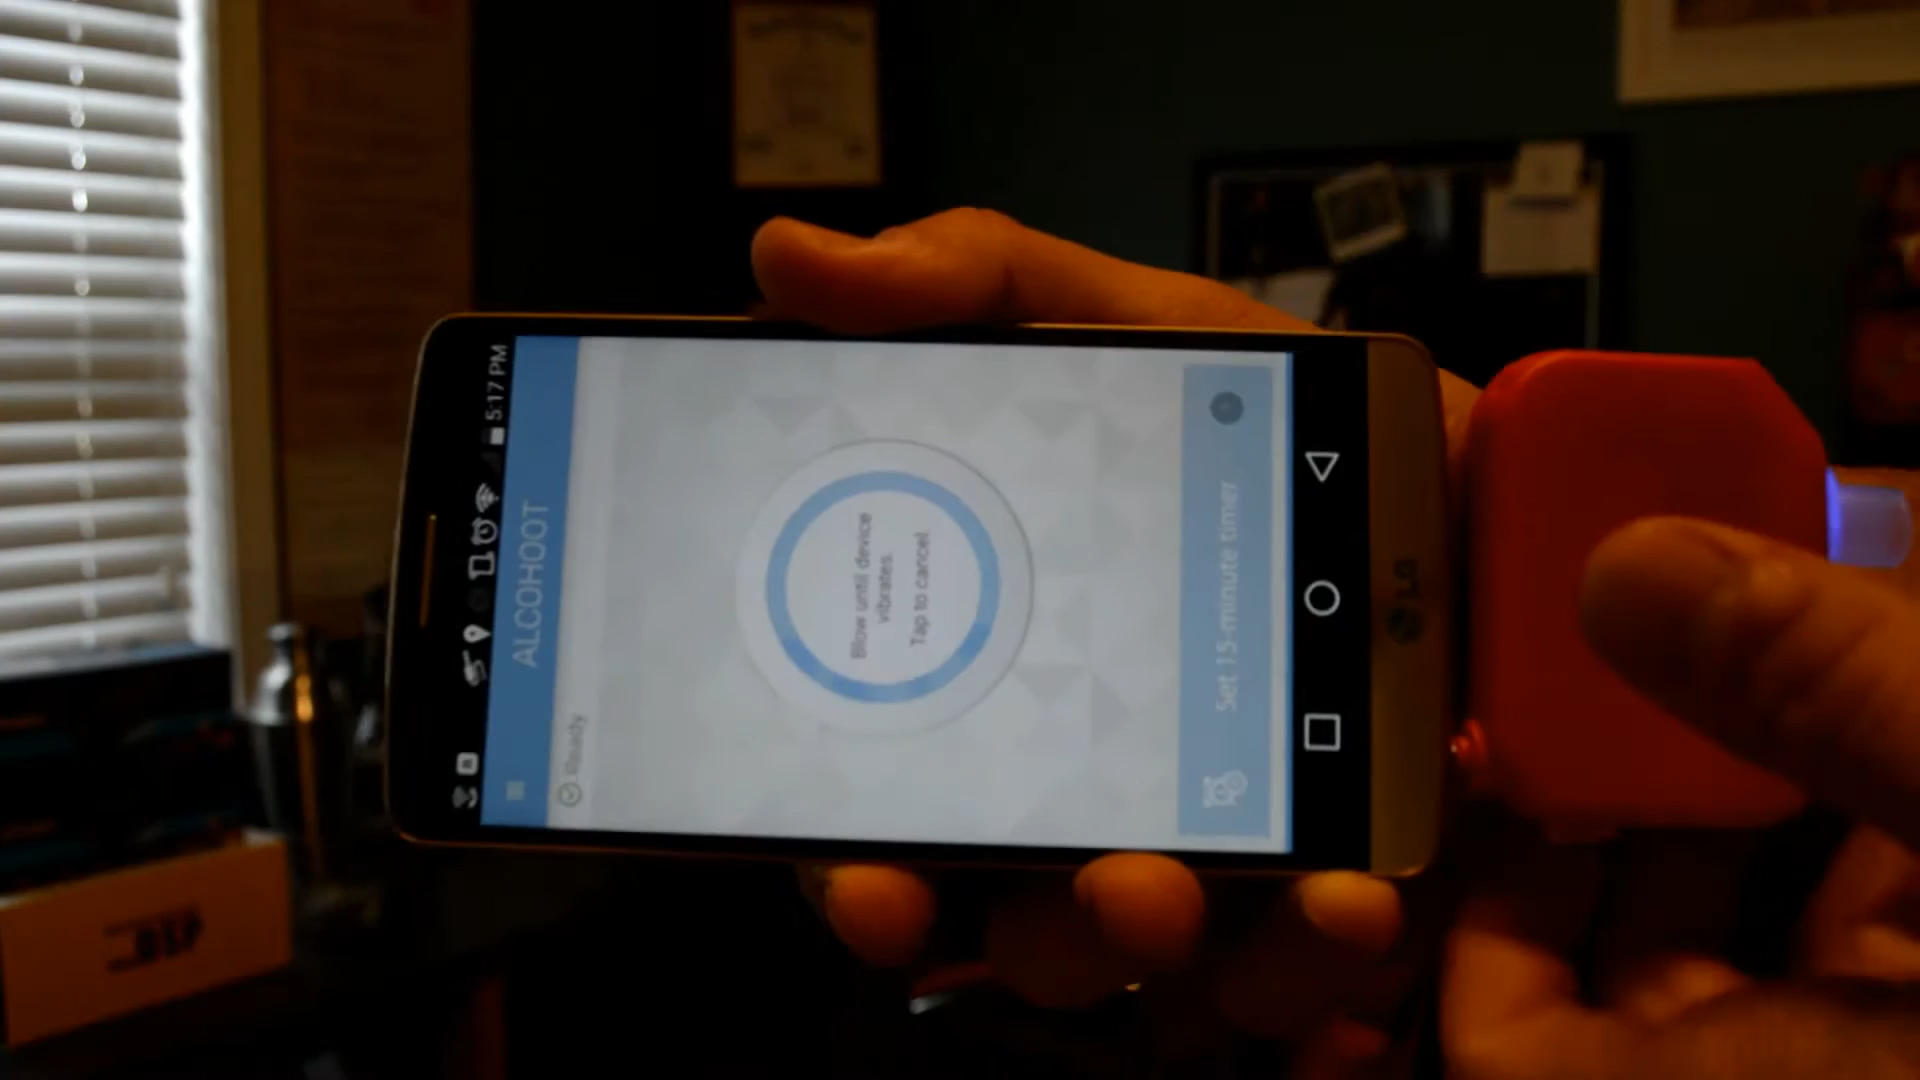 5:17 PM
ALCOHOOT
Ready
Blow until device
vibrates.
Tap to cancel
Set 15-minute timer
LG